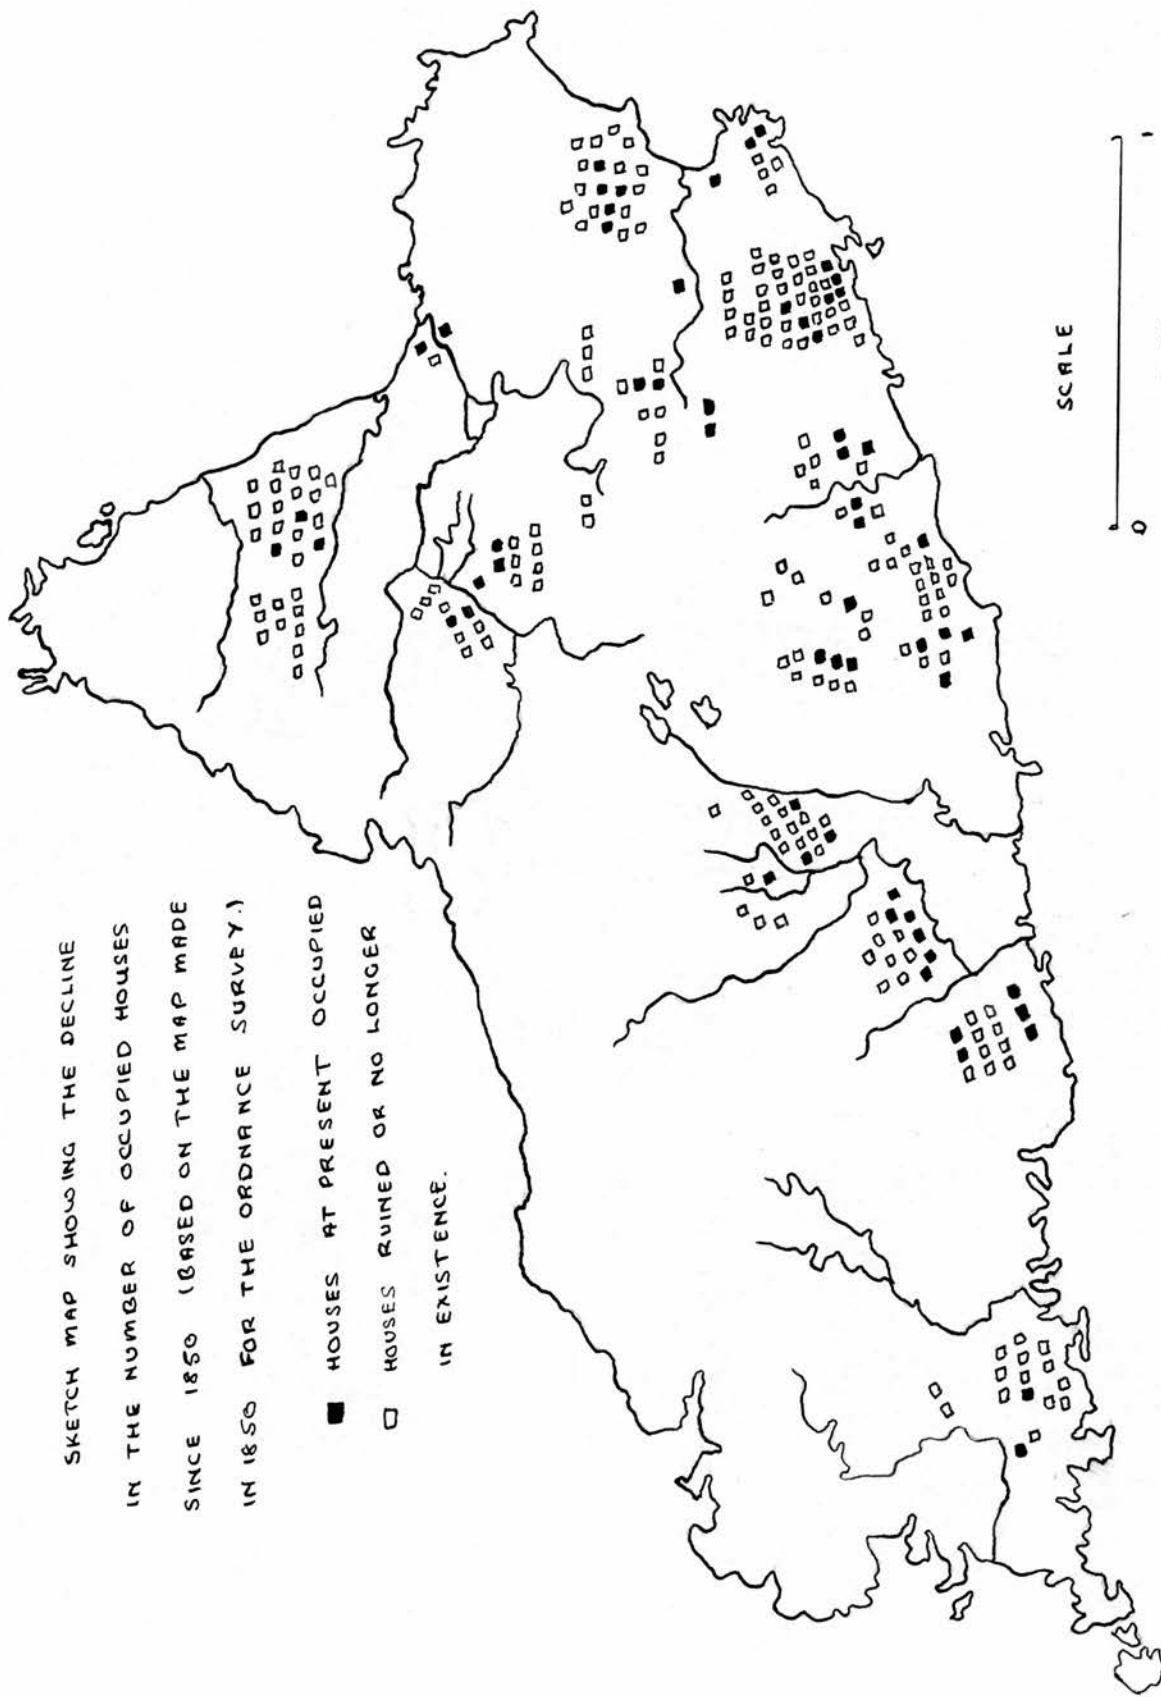 SKETCH MAP SHOWING THE DECLINE
IN THE NUMBER OF OCCUPIED HOUSES
SINCE 1850 (BASED ON THE MAP MADE
IN 1850 FOR THE ORDNANCE SURVEY.)
HOUSES AT PRESENT OCCUPIED
HOUSES RUINED OR NO LONGER
IN EXISTENCE.
SCALE
0 1